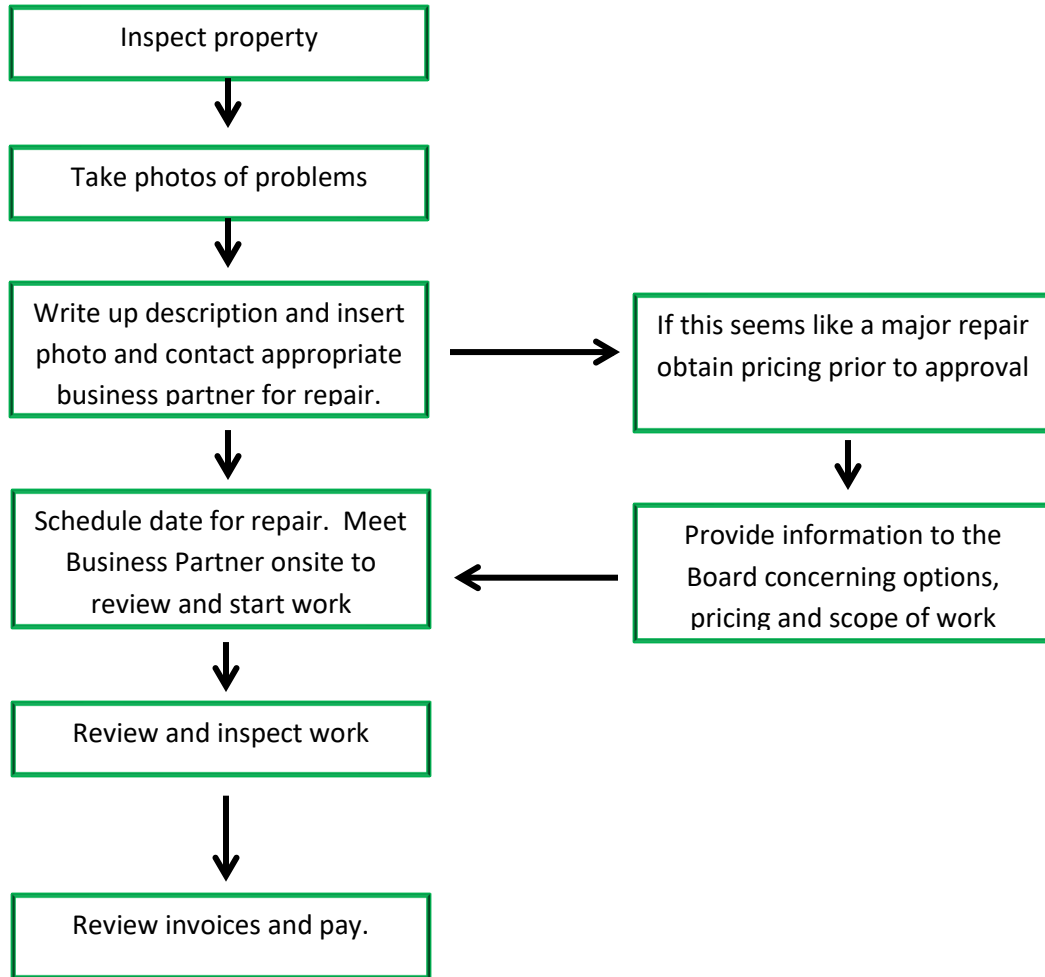 Inspect property
Take photos of problems
Write up description and insert
photo and contact appropriate
business partner for repair.
If this seems like a major repair
obtain pricing prior to approval
Schedule date for repair.  Meet
Business Partner onsite to
review and start work
Provide information to the
Board concerning options,
pricing and scope of work
Review and inspect work
Review invoices and pay.